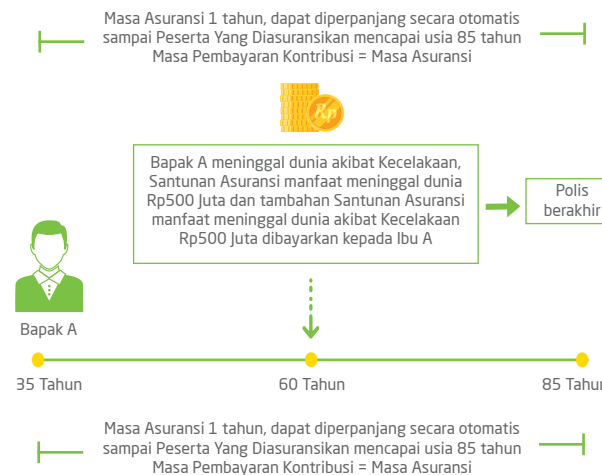 Masa Asuransi 1 tahun, dapat diperpanjang secara otomatis
sampai Peserta Yang Diasuransikan mencapai usia 85 tahun
Masa Pembayaran Kontribusi = Masa Asuransi
Rp
Bapak A meninggal dunia akibat Kecelakaan,
Santunan Asuransi manfaat meninggal dunia
Rp500 Juta dan tambahan Santunan Asuransi
manfaat meninggal dunia akibat Kecelakaan
Rp500 Juta dibayarkan kepada Ibu A
Polis
berakhir
Bapak A
35 Tahun
60 Tahun
85 Tahun
Masa Asuransi 1 tahun, dapat diperpanjang secara otomatis
sampai Peserta Yang Diasuransikan mencapai usia 85 tahun
Masa Pembayaran Kontribusi = Masa Asuransi